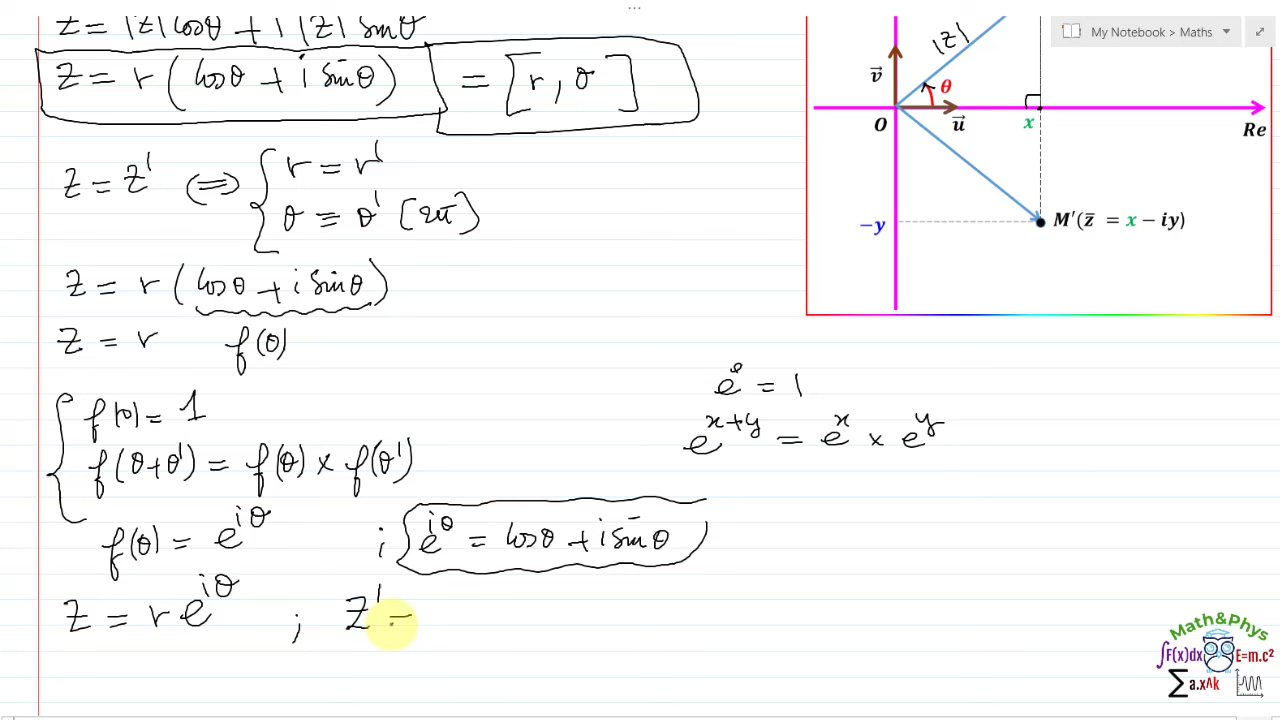 z = |z| cosθ + i |z| sinθ
z = r (cosθ + i sinθ) = [r, θ]
z = z' ⟺ { r = r'
θ ≡ θ' [2π]
z = r (cosθ + i sinθ)
z = r f(θ)
{ f(0) = 1
f(θ+θ') = f(θ) × f(θ')
f(θ) = e^{iθ} ; e^{iθ} = cosθ + i sinθ
z = r e^{iθ} ; z' =
e^0 = 1
e^{x+y} = e^x × e^y
My Notebook > Maths
|z|
v⃗
θ
O
u⃗
x
Re
-y
M'(z̄ = x - iy)
Math&Phys
∫F(x)dx E=m.c²
∑ a.x^k